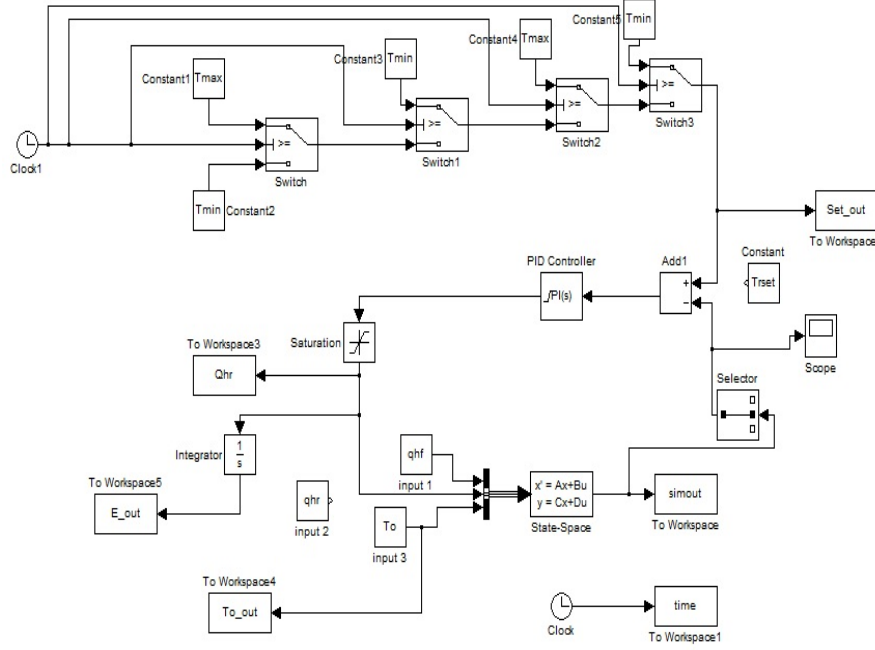 Constant5
Tmin
Constant4
Tmax
Constant3
Tmin
Constant1
Tmax
>=
Switch3
>=
Switch2
>=
Switch1
>=
Switch
Clock1
Tmin
Constant2
Set_out
To Workspace
Constant
Trset
PID Controller
PI(s)
Add1
+
−
Scope
Saturation
To Workspace3
Qhr
Selector
Integrator
1
s
qhf
input 1
To Workspace5
E_out
qhr
input 2
To
input 3
x' = Ax+Bu
y = Cx+Du
State-Space
simout
To Workspace
To Workspace4
To_out
Clock
time
To Workspace1